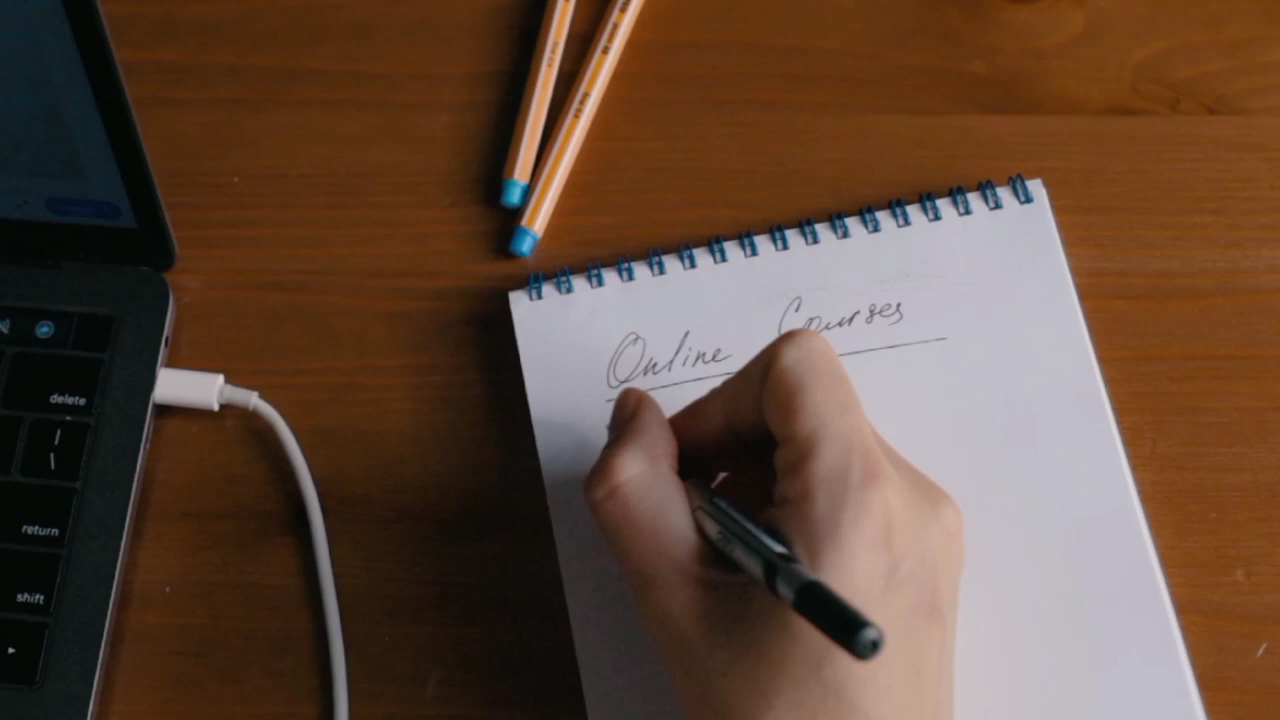 Online Courses
delete
|
\
return
shift